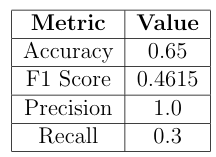 Metric Value
Accuracy 0.65
F1 Score 0.4615
Precision 1.0
Recall 0.3